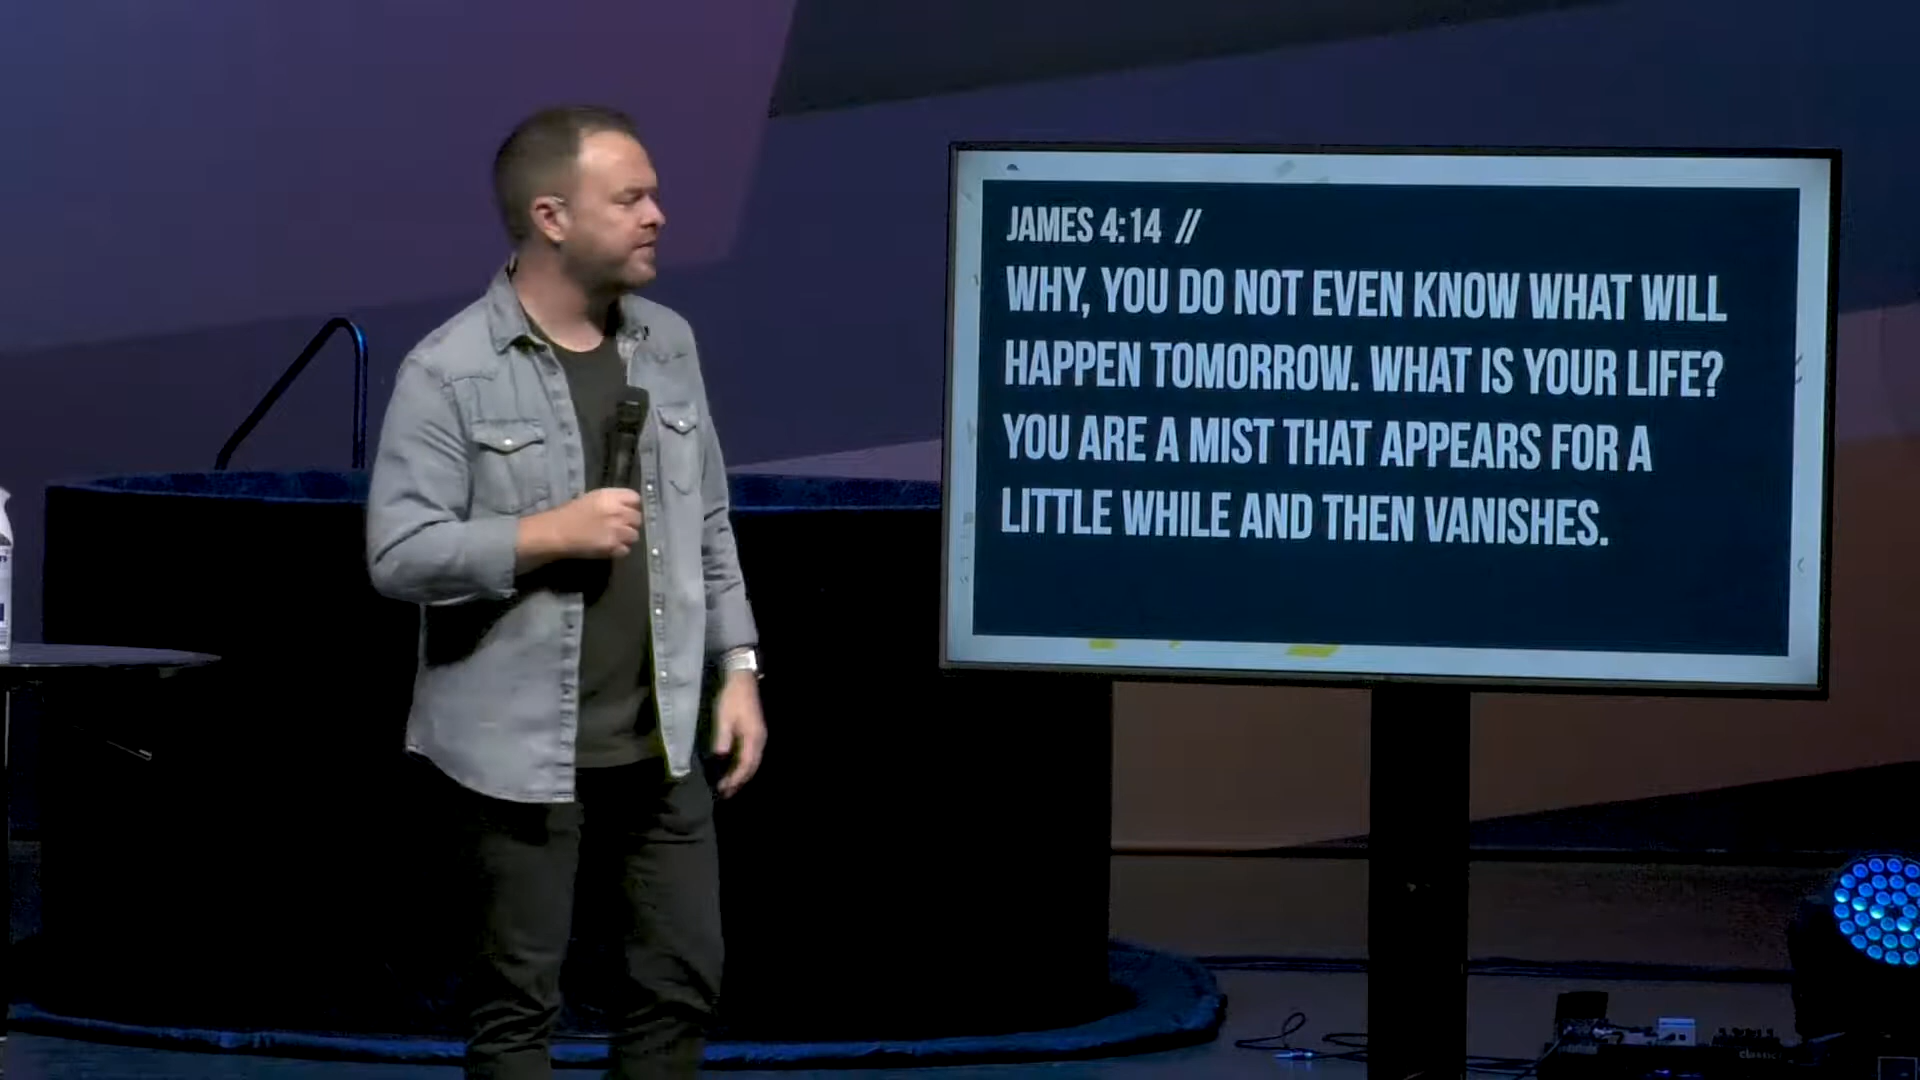 JAMES 4:14 //
WHY, YOU DO NOT EVEN KNOW WHAT WILL
HAPPEN TOMORROW. WHAT IS YOUR LIFE?
YOU ARE A MIST THAT APPEARS FOR A
LITTLE WHILE AND THEN VANISHES.